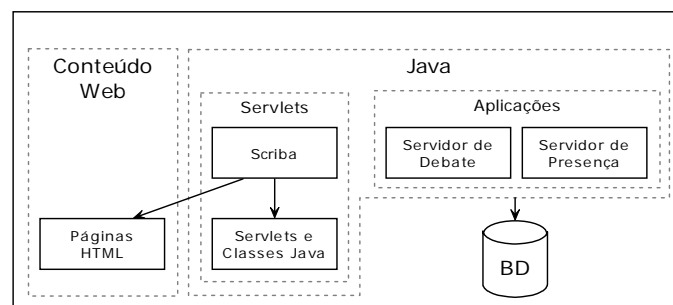 Conteúdo
Web
Java
Servlets
Aplicações
Scriba
Servidor de
Debate
Servidor de
Presença
Páginas
HTML
Servlets e
Classes Java
BD